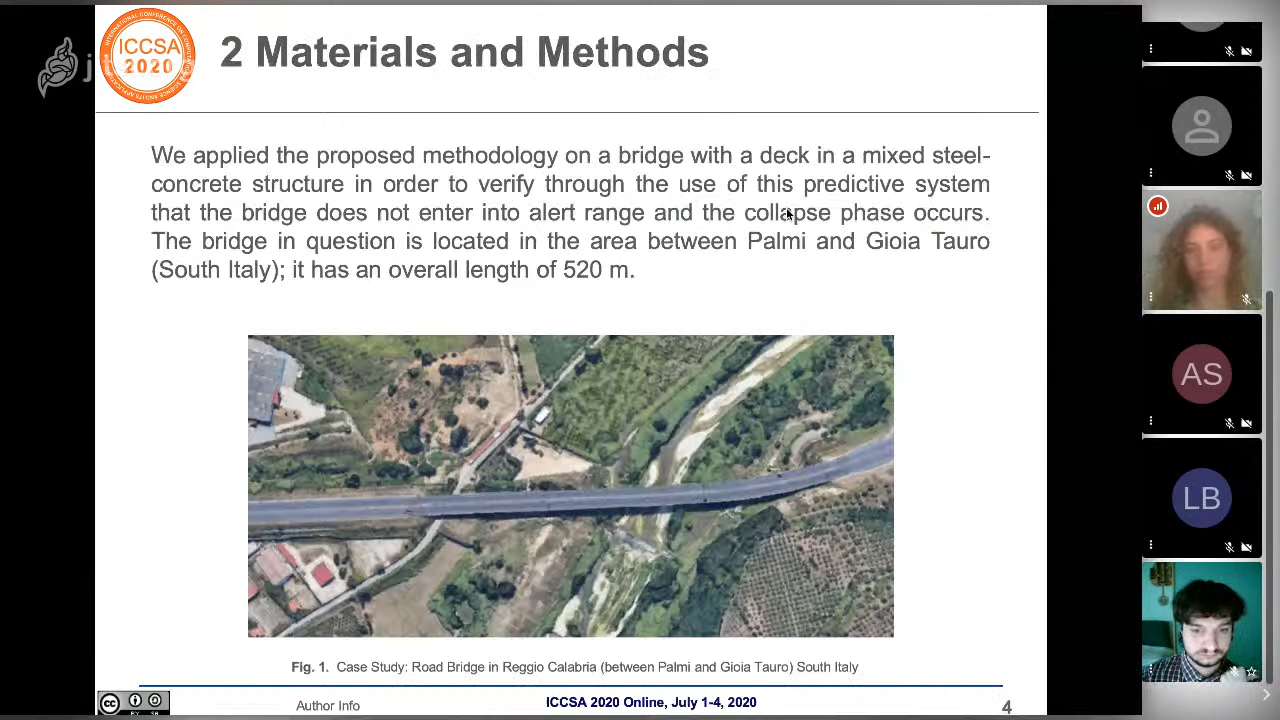 ICCSA
2020
2 Materials and Methods
We applied the proposed methodology on a bridge with a deck in a mixed steel-
concrete structure in order to verify through the use of this predictive system
that the bridge does not enter into alert range and the collapse phase occurs.
The bridge in question is located in the area between Palmi and Gioia Tauro
(South Italy); it has an overall length of 520 m.
Fig. 1. Case Study: Road Bridge in Reggio Calabria (between Palmi and Gioia Tauro) South Italy
Author Info
ICCSA 2020 Online, July 1-4, 2020
4
AS
LB